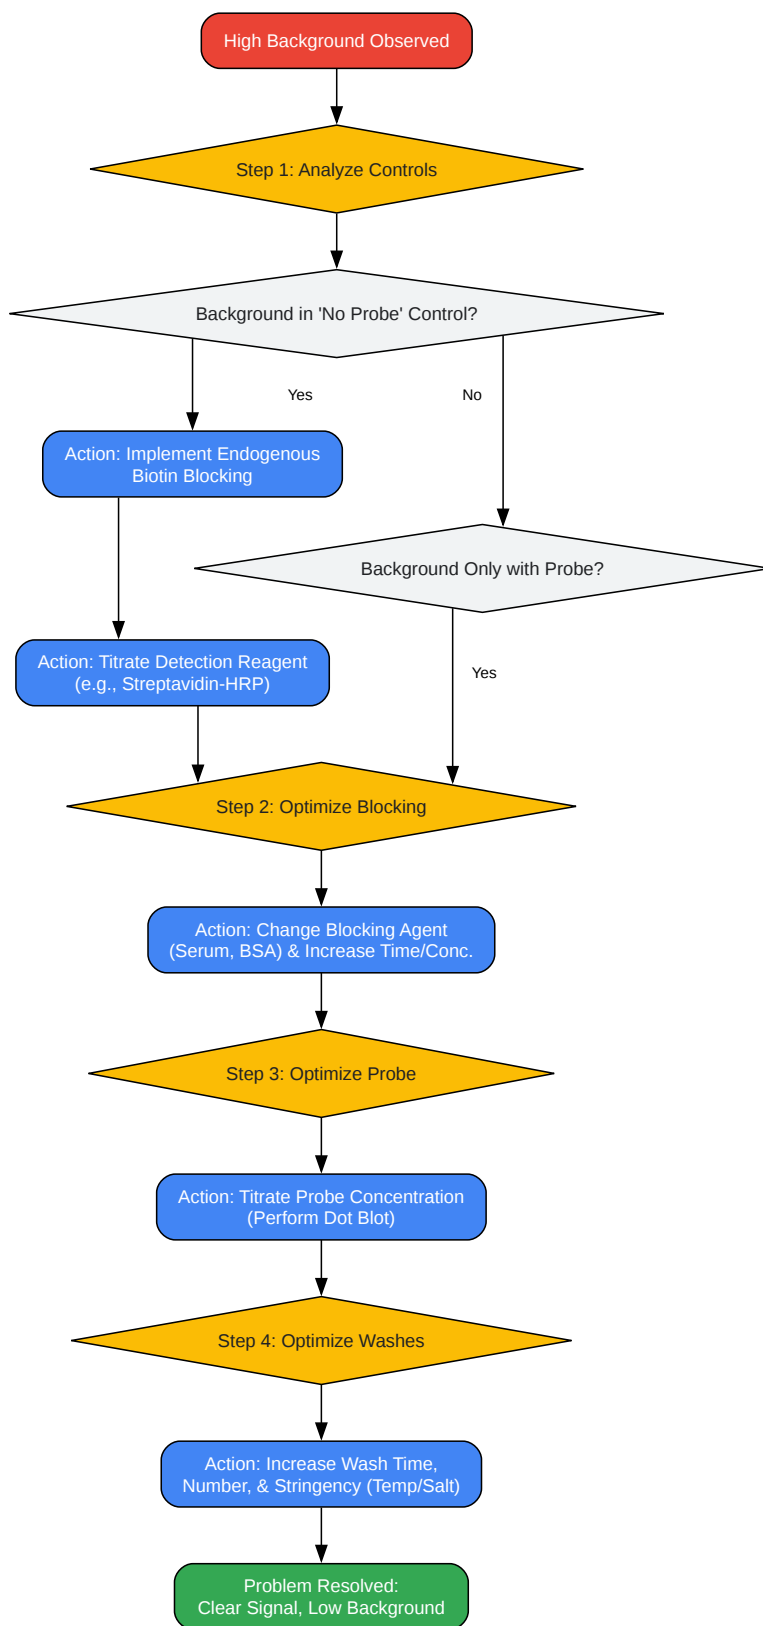 High Background Observed
Step 1: Analyze Controls
Background in 'No Probe' Control?
Yes
No
Action: Implement Endogenous
Biotin Blocking
Background Only with Probe?
Action: Titrate Detection Reagent
(e.g., Streptavidin-HRP)
Yes
Step 2: Optimize Blocking
Action: Change Blocking Agent
(Serum, BSA) & Increase Time/Conc.
Step 3: Optimize Probe
Action: Titrate Probe Concentration
(Perform Dot Blot)
Step 4: Optimize Washes
Action: Increase Wash Time,
Number, & Stringency (Temp/Salt)
Problem Resolved:
Clear Signal, Low Background